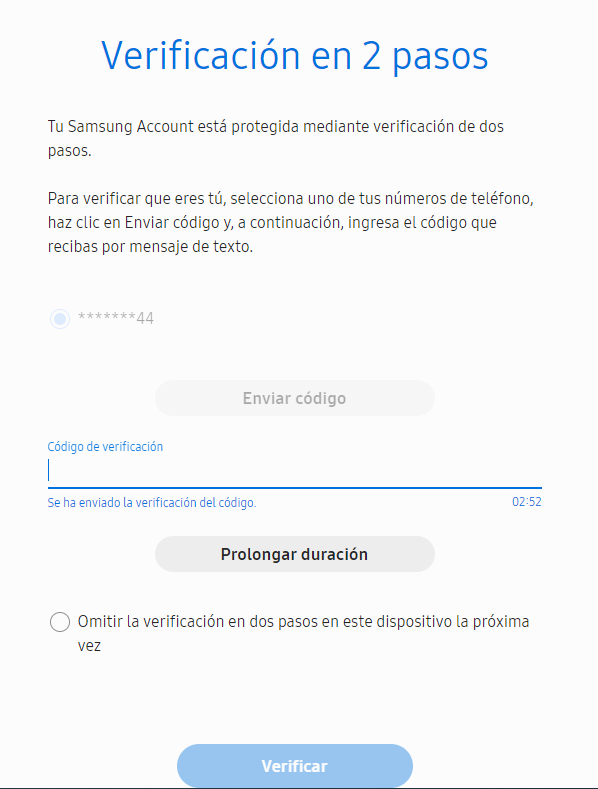 Verificación en 2 pasos
Tu Samsung Account está protegida mediante verificación de dos
pasos.
Para verificar que eres tú, selecciona uno de tus números de teléfono,
haz clic en Enviar código y, a continuación, ingresa el código que
recibas por mensaje de texto.
*******44
Enviar código
Código de verificación
Se ha enviado la verificación del código.
02:52
Prolongar duración
Omitir la verificación en dos pasos en este dispositivo la próxima
vez
Verificar